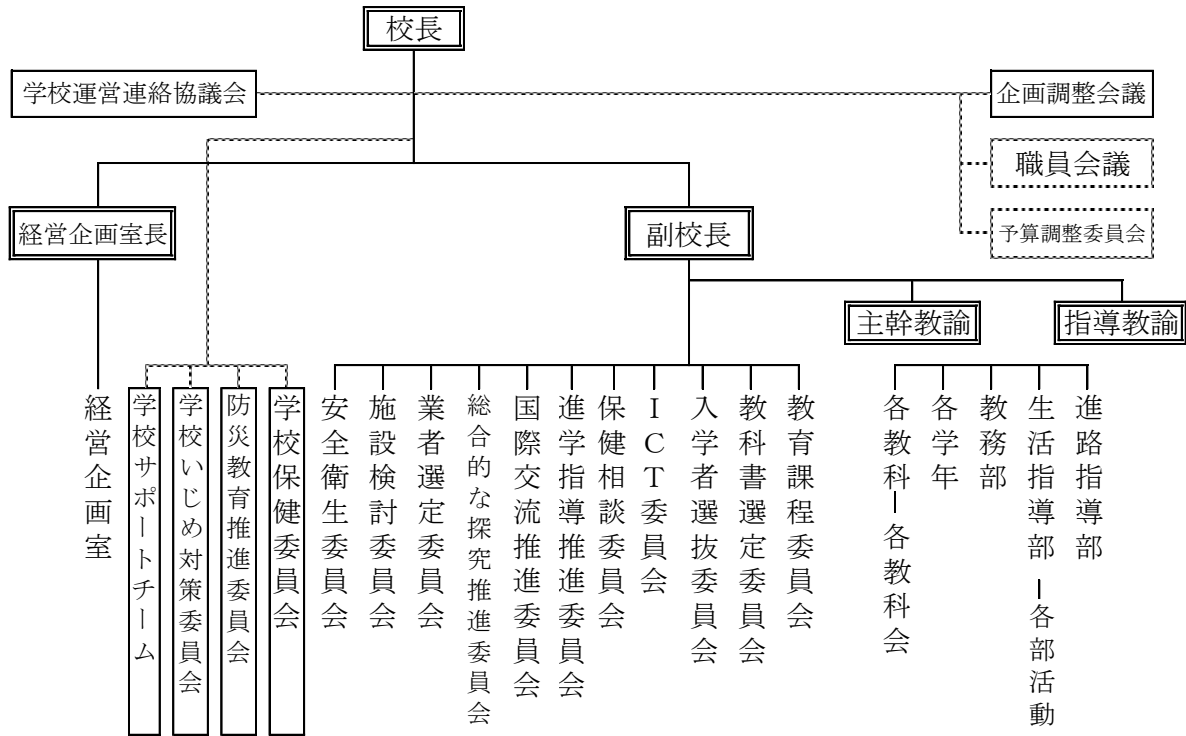 校長
学校運営連絡協議会
企画調整会議
職員会議
予算調整委員会
経営企画室長
副校長
主幹教諭
指導教諭
経営企画室
学校サポートチーム
学校いじめ対策委員会
防災教育推進委員会
学校保健委員会
安全衛生委員会
施設検討委員会
業者選定委員会
総合的な探究推進委員会
国際交流推進委員会
進学指導推進委員会
保健相談委員会
ICT委員会
入学者選抜委員会
教科書選定委員会
教育課程委員会
各教科
各教科会
各学年
教務部
生活指導部
各部活動
進路指導部